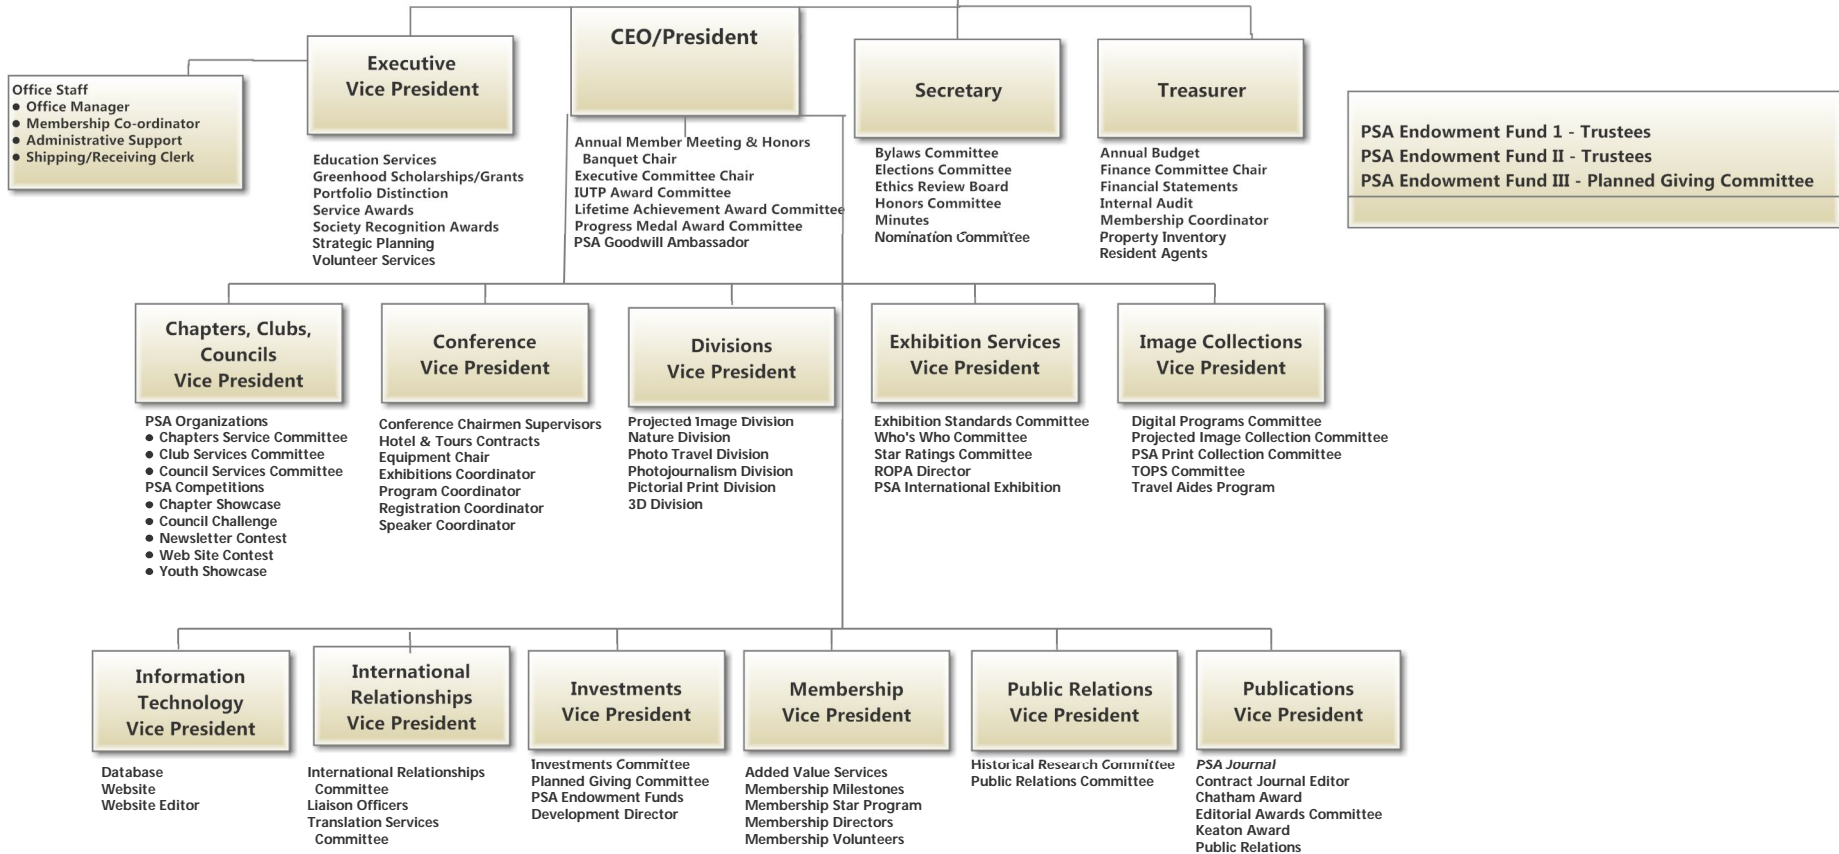 CEO/President
Executive
Vice President
Secretary
Treasurer
Office Staff
● Office Manager
● Membership Co-ordinator
● Administrative Support
● Shipping/Receiving Clerk
PSA Endowment Fund 1 - Trustees
PSA Endowment Fund II - Trustees
PSA Endowment Fund III - Planned Giving Committee
Education Services
Greenhood Scholarships/Grants
Portfolio Distinction
Service Awards
Society Recognition Awards
Strategic Planning
Volunteer Services
Annual Member Meeting & Honors
Banquet Chair
Executive Committee Chair
IUTP Award Committee
Lifetime Achievement Award Committee
Progress Medal Award Committee
PSA Goodwill Ambassador
Bylaws Committee
Elections Committee
Ethics Review Board
Honors Committee
Minutes
Nomination Committee
Annual Budget
Finance Committee Chair
Financial Statements
Internal Audit
Membership Coordinator
Property Inventory
Resident Agents
Chapters, Clubs,
Councils
Vice President
Conference
Vice President
Divisions
Vice President
Exhibition Services
Vice President
Image Collections
Vice President
PSA Organizations
● Chapters Service Committee
● Club Services Committee
● Council Services Committee
PSA Competitions
● Chapter Showcase
● Council Challenge
● Newsletter Contest
● Web Site Contest
● Youth Showcase
Conference Chairmen Supervisors
Hotel & Tours Contracts
Equipment Chair
Exhibitions Coordinator
Program Coordinator
Registration Coordinator
Speaker Coordinator
Projected Image Division
Nature Division
Photo Travel Division
Photojournalism Division
Pictorial Print Division
3D Division
Exhibition Standards Committee
Who's Who Committee
Star Ratings Committee
ROPA Director
PSA International Exhibition
Digital Programs Committee
Projected Image Collection Committee
PSA Print Collection Committee
TOPS Committee
Travel Aides Program
Information
Technology
Vice President
International
Relationships
Vice President
Investments
Vice President
Membership
Vice President
Public Relations
Vice President
Publications
Vice President
Database
Website
Website Editor
International Relationships
Committee
Liaison Officers
Translation Services
Committee
Investments Committee
Planned Giving Committee
PSA Endowment Funds
Development Director
Added Value Services
Membership Milestones
Membership Star Program
Membership Directors
Membership Volunteers
Historical Research Committee
Public Relations Committee
PSA Journal
Contract Journal Editor
Chatham Award
Editorial Awards Committee
Keaton Award
Public Relations